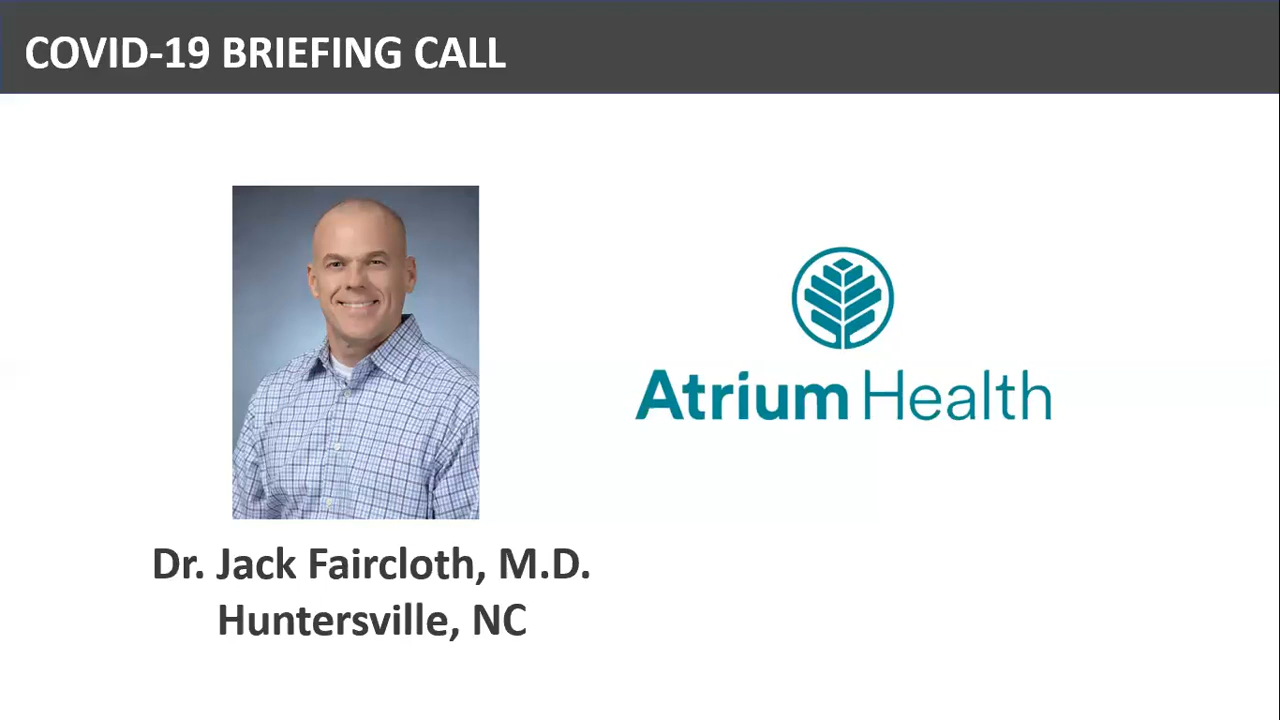 COVID-19 BRIEFING CALL
Atrium Health
Dr. Jack Faircloth, M.D.
Huntersville, NC